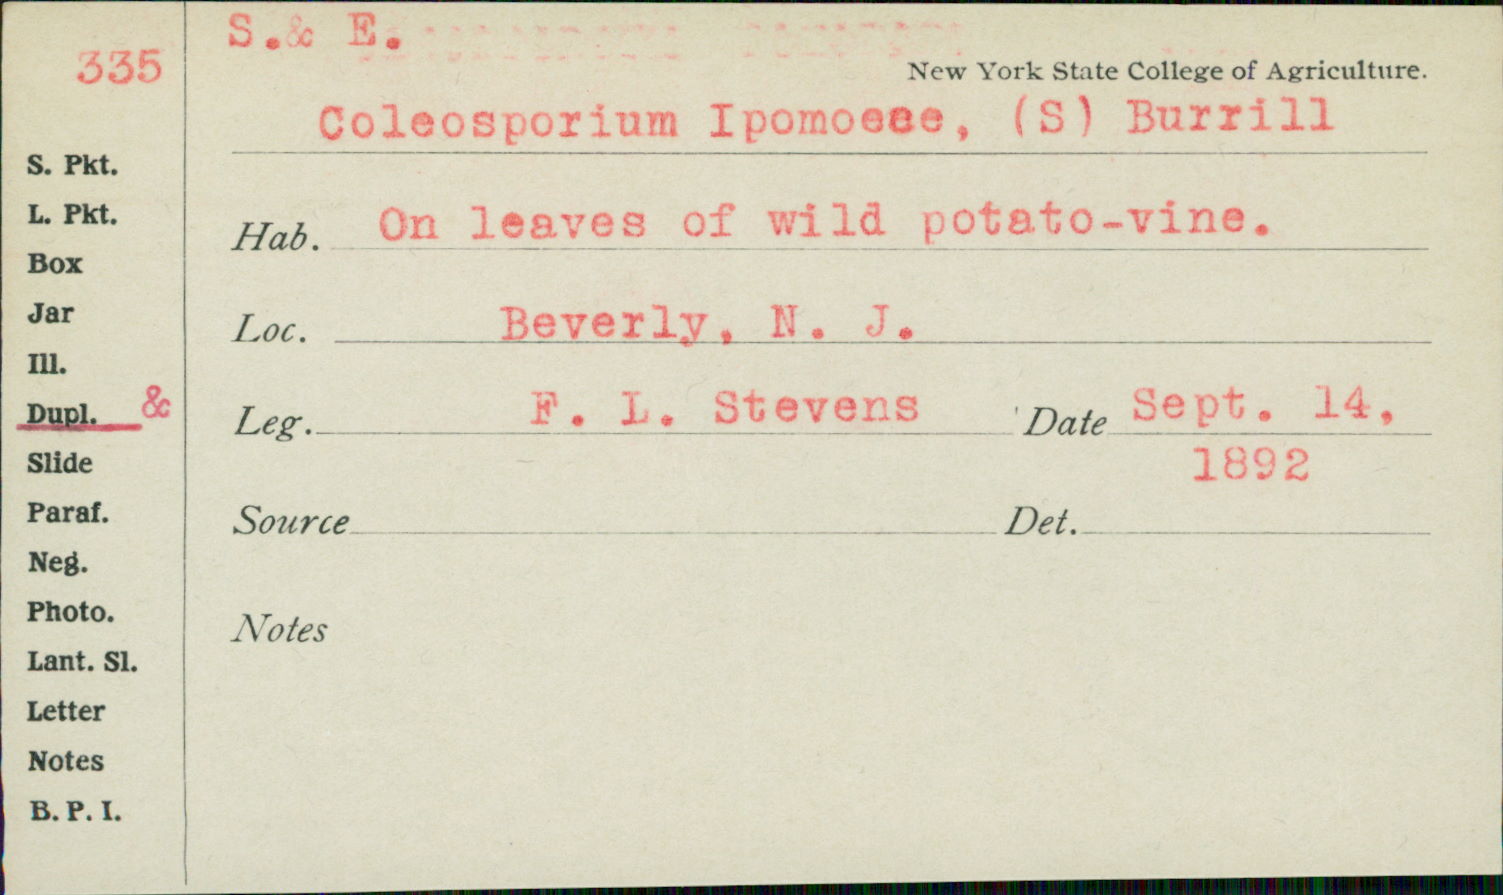 335
S.& E.
New York State College of Agriculture.
Coleosporium Ipomoeae, (S) Burrill
Hab. On leaves of wild potato-vine.
Loc. Beverly, N. J.
Leg. F. L. Stevens Date Sept. 14,
1892
Source Det.
Notes
S. Pkt.
L. Pkt.
Box
Jar
Ill.
Dupl. &
Slide
Paraf.
Neg.
Photo.
Lant. Sl.
Letter
Notes
B. P. I.